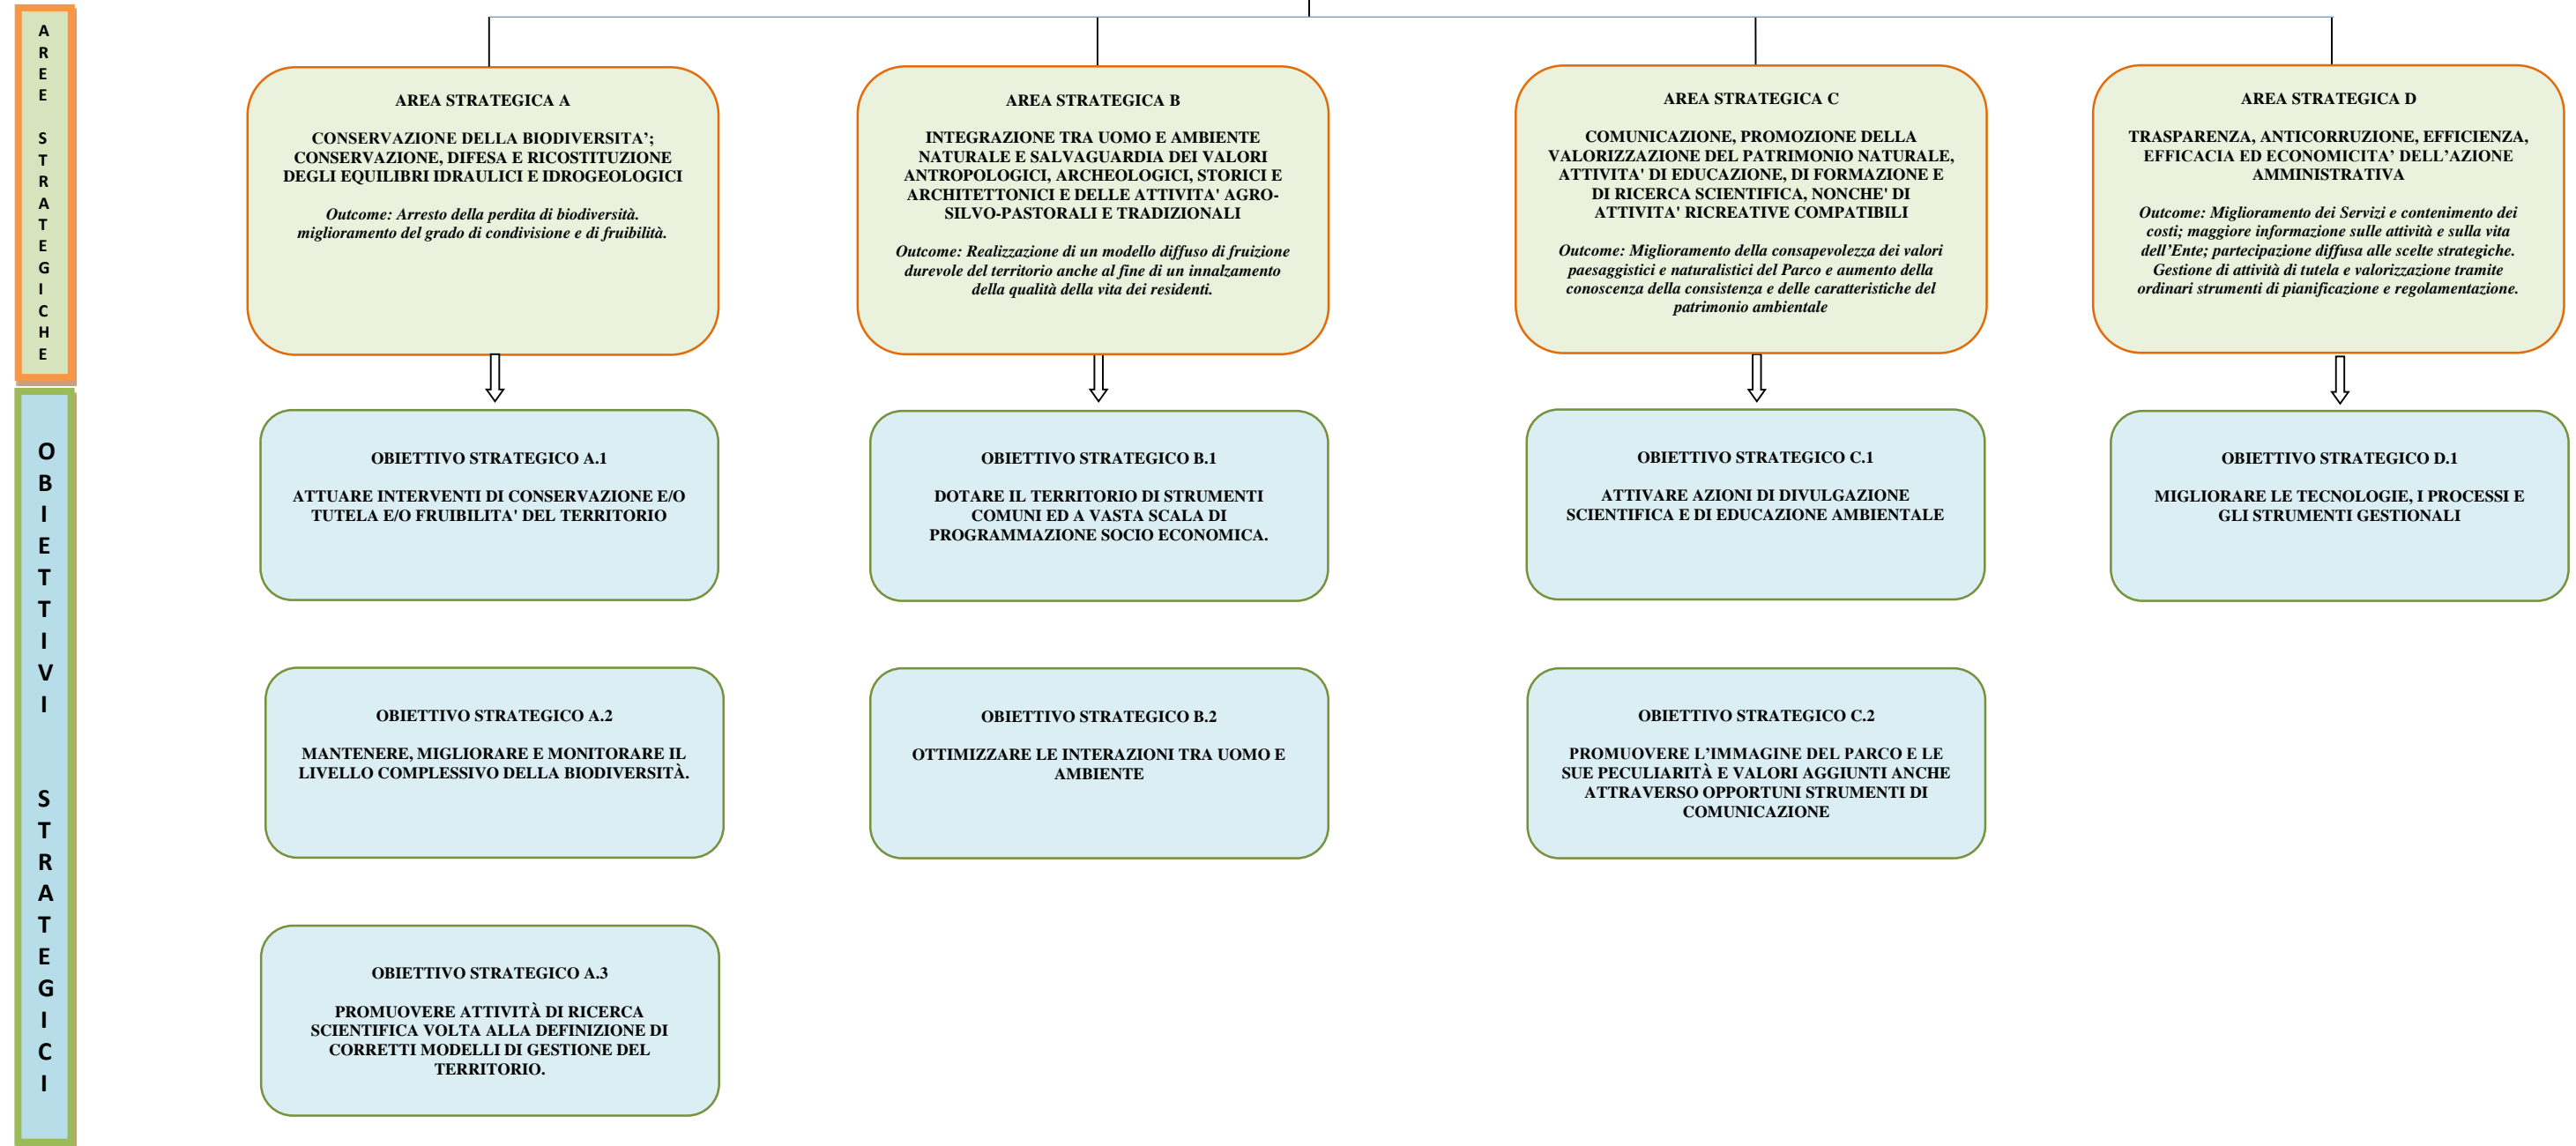 AREE STRATEGICHE
AREA STRATEGICA A
CONSERVAZIONE DELLA BIODIVERSITA’;
CONSERVAZIONE, DIFESA E RICOSTITUZIONE
DEGLI EQUILIBRI IDRAULICI E IDROGEOLOGICI
Outcome: Arresto della perdita di biodiversità.
miglioramento del grado di condivisione e di fruibilità.
AREA STRATEGICA B
INTEGRAZIONE TRA UOMO E AMBIENTE
NATURALE E SALVAGUARDIA DEI VALORI
ANTROPOLOGICI, ARCHEOLOGICI, STORICI E
ARCHITETTONICI E DELLE ATTIVITA' AGRO-
SILVO-PASTORALI E TRADIZIONALI
Outcome: Realizzazione di un modello diffuso di fruizione
durevole del territorio anche al fine di un innalzamento
della qualità della vita dei residenti.
AREA STRATEGICA C
COMUNICAZIONE, PROMOZIONE DELLA
VALORIZZAZIONE DEL PATRIMONIO NATURALE,
ATTIVITA' DI EDUCAZIONE, DI FORMAZIONE E
DI RICERCA SCIENTIFICA, NONCHE' DI
ATTIVITA' RICREATIVE COMPATIBILI
Outcome: Miglioramento della consapevolezza dei valori
paesaggistici e naturalistici del Parco e aumento della
conoscenza della consistenza e delle caratteristiche del
patrimonio ambientale
AREA STRATEGICA D
TRASPARENZA, ANTICORRUZIONE, EFFICIENZA,
EFFICACIA ED ECONOMICITA’ DELL’AZIONE
AMMINISTRATIVA
Outcome: Miglioramento dei Servizi e contenimento dei
costi; maggiore informazione sulle attività e sulla vita
dell’Ente; partecipazione diffusa alle scelte strategiche.
Gestione di attività di tutela e valorizzazione tramite
ordinari strumenti di pianificazione e regolamentazione.
OBIETTIVI STRATEGICI
OBIETTIVO STRATEGICO A.1
ATTUARE INTERVENTI DI CONSERVAZIONE E/O
TUTELA E/O FRUIBILITA' DEL TERRITORIO
OBIETTIVO STRATEGICO B.1
DOTARE IL TERRITORIO DI STRUMENTI
COMUNI ED A VASTA SCALA DI
PROGRAMMAZIONE SOCIO ECONOMICA.
OBIETTIVO STRATEGICO C.1
ATTIVARE AZIONI DI DIVULGAZIONE
SCIENTIFICA E DI EDUCAZIONE AMBIENTALE
OBIETTIVO STRATEGICO D.1
MIGLIORARE LE TECNOLOGIE, I PROCESSI E
GLI STRUMENTI GESTIONALI
OBIETTIVO STRATEGICO A.2
MANTENERE, MIGLIORARE E MONITORARE IL
LIVELLO COMPLESSIVO DELLA BIODIVERSITÀ.
OBIETTIVO STRATEGICO B.2
OTTIMIZZARE LE INTERAZIONI TRA UOMO E
AMBIENTE
OBIETTIVO STRATEGICO C.2
PROMUOVERE L’IMMAGINE DEL PARCO E LE
SUE PECULIARITÀ E VALORI AGGIUNTI ANCHE
ATTRAVERSO OPPORTUNI STRUMENTI DI
COMUNICAZIONE
OBIETTIVO STRATEGICO A.3
PROMUOVERE ATTIVITÀ DI RICERCA
SCIENTIFICA VOLTA ALLA DEFINIZIONE DI
CORRETTI MODELLI DI GESTIONE DEL
TERRITORIO.